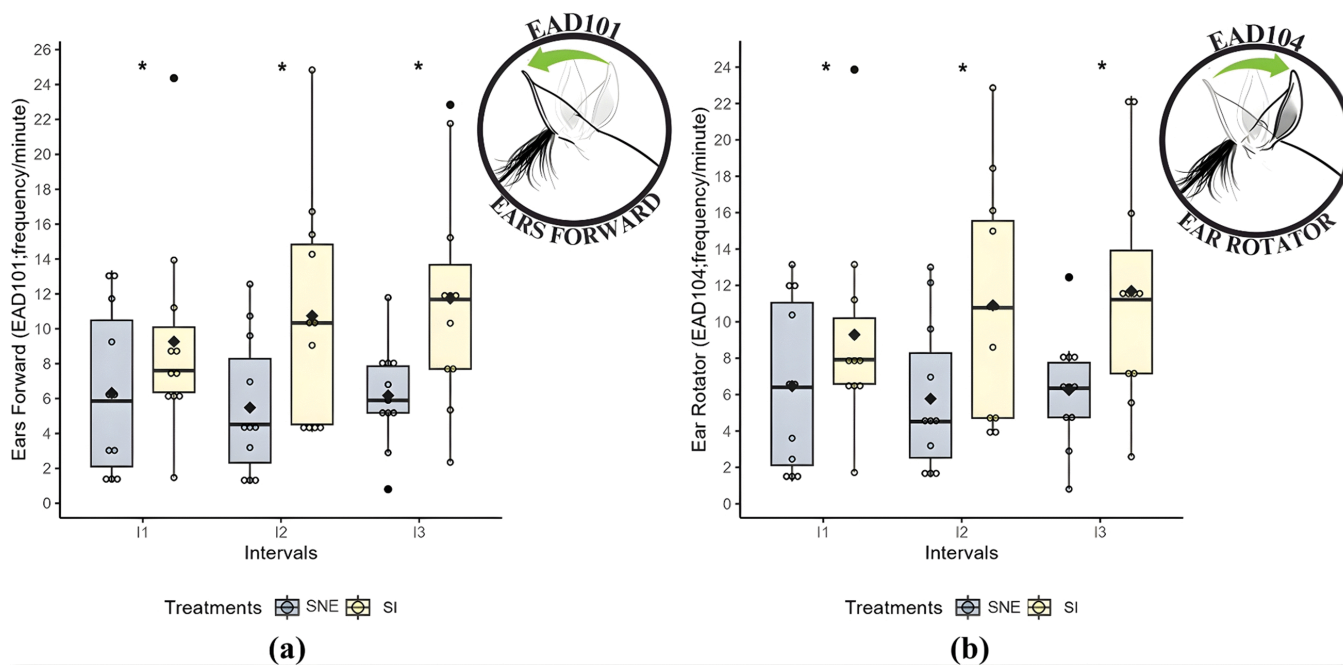 EAD101
EARS FORWARD
Ears Forward (EAD101;frequency/minute)
26
24
22
20
18
16
14
12
10
8
6
4
2
0
*
*
*
I1
I2
I3
Intervals
Treatments SNE SI
(a)
EAD104
EAR ROTATOR
Ear Rotator (EAD104;frequency/minute)
24
22
20
18
16
14
12
10
8
6
4
2
0
*
*
*
I1
I2
I3
Intervals
Treatments SNE SI
(b)